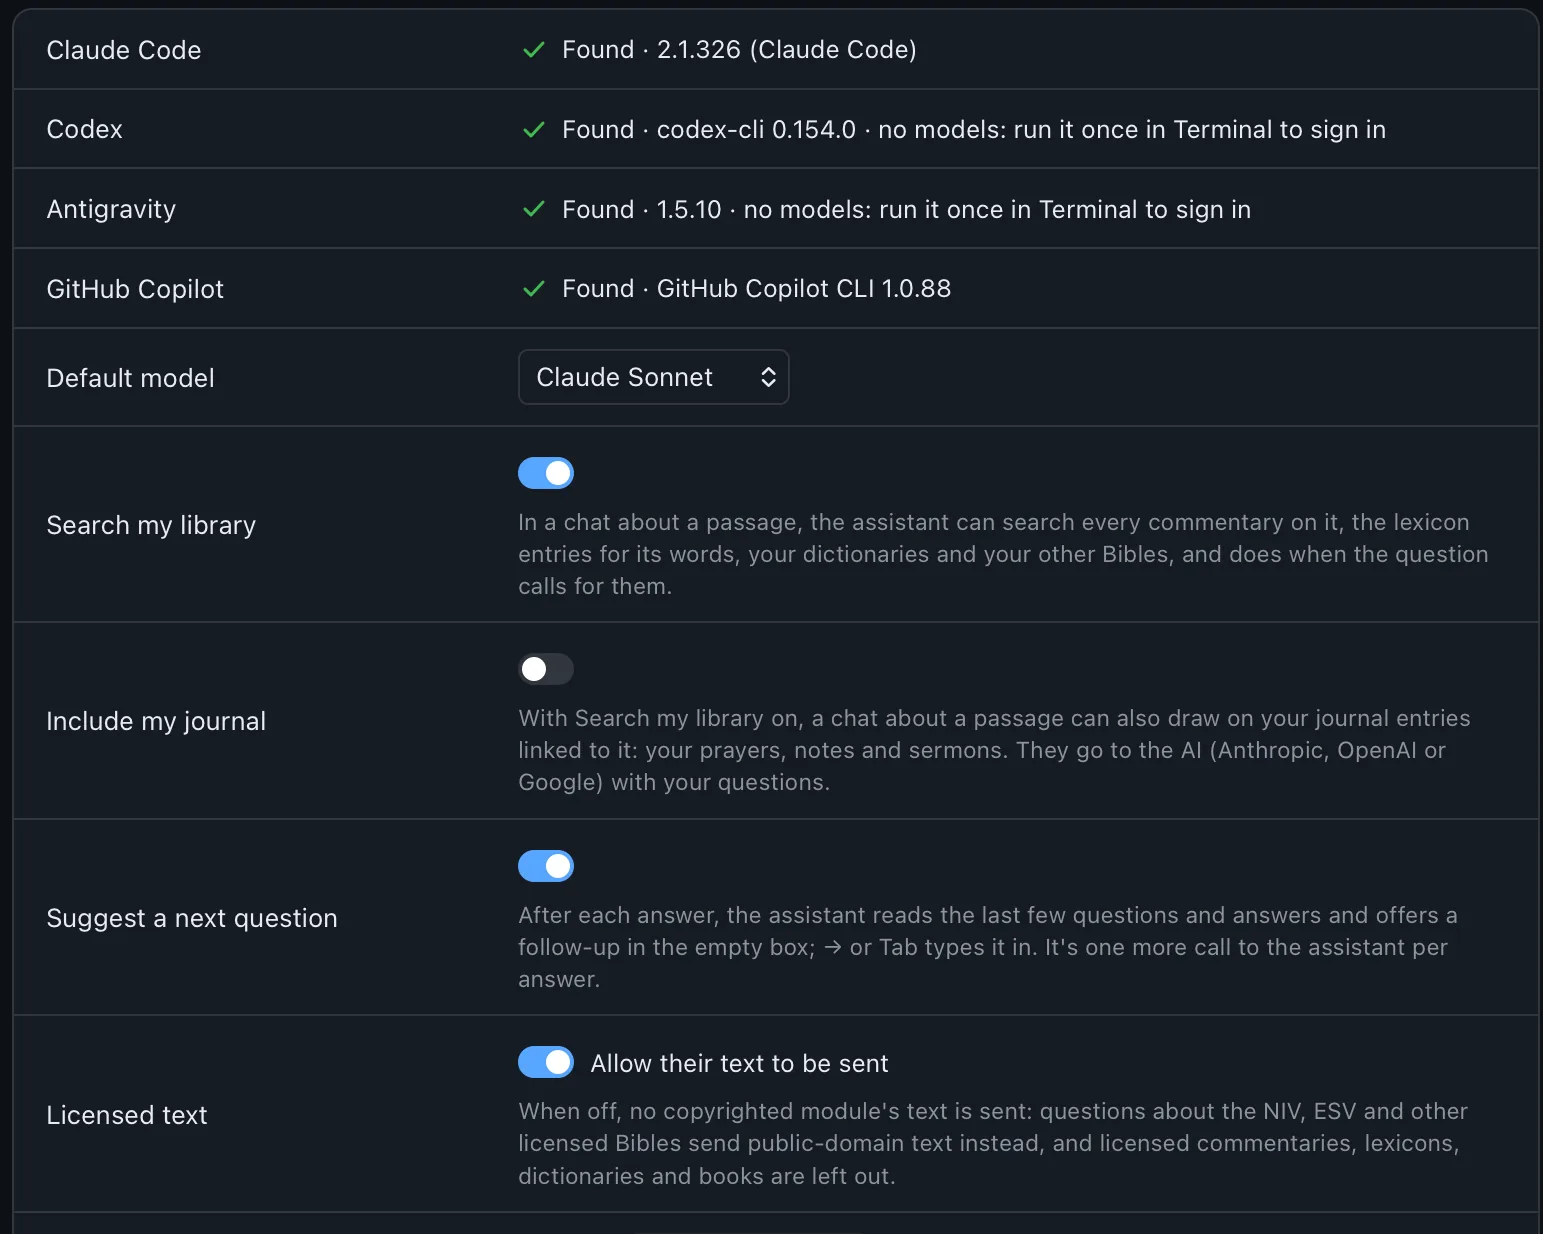 Claude Code
✓ Found · 2.1.326 (Claude Code)
Codex
✓ Found · codex-cli 0.154.0 · no models: run it once in Terminal to sign in
Antigravity
✓ Found · 1.5.10 · no models: run it once in Terminal to sign in
GitHub Copilot
✓ Found · GitHub Copilot CLI 1.0.88
Default model
Claude Sonnet
Search my library
In a chat about a passage, the assistant can search every commentary on it, the lexicon
entries for its words, your dictionaries and your other Bibles, and does when the question
calls for them.
Include my journal
With Search my library on, a chat about a passage can also draw on your journal entries
linked to it: your prayers, notes and sermons. They go to the AI (Anthropic, OpenAI or
Google) with your questions.
Suggest a next question
After each answer, the assistant reads the last few questions and answers and offers a
follow-up in the empty box; → or Tab types it in. It's one more call to the assistant per
answer.
Licensed text
Allow their text to be sent
When off, no copyrighted module's text is sent: questions about the NIV, ESV and other
licensed Bibles send public-domain text instead, and licensed commentaries, lexicons,
dictionaries and books are left out.